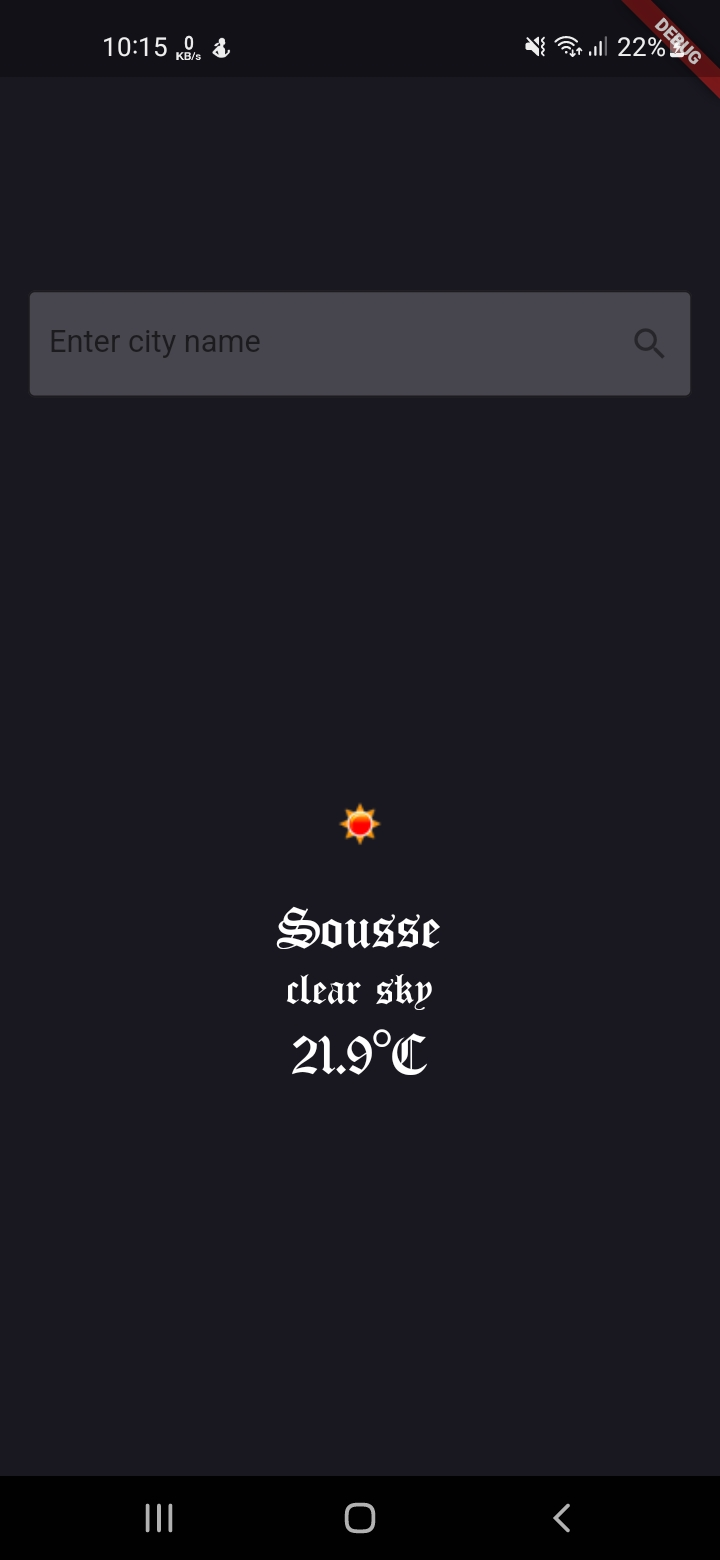 10:15 0 KB/s 22%
DEBUG
Enter city name
Sousse
clear sky
21.9°C